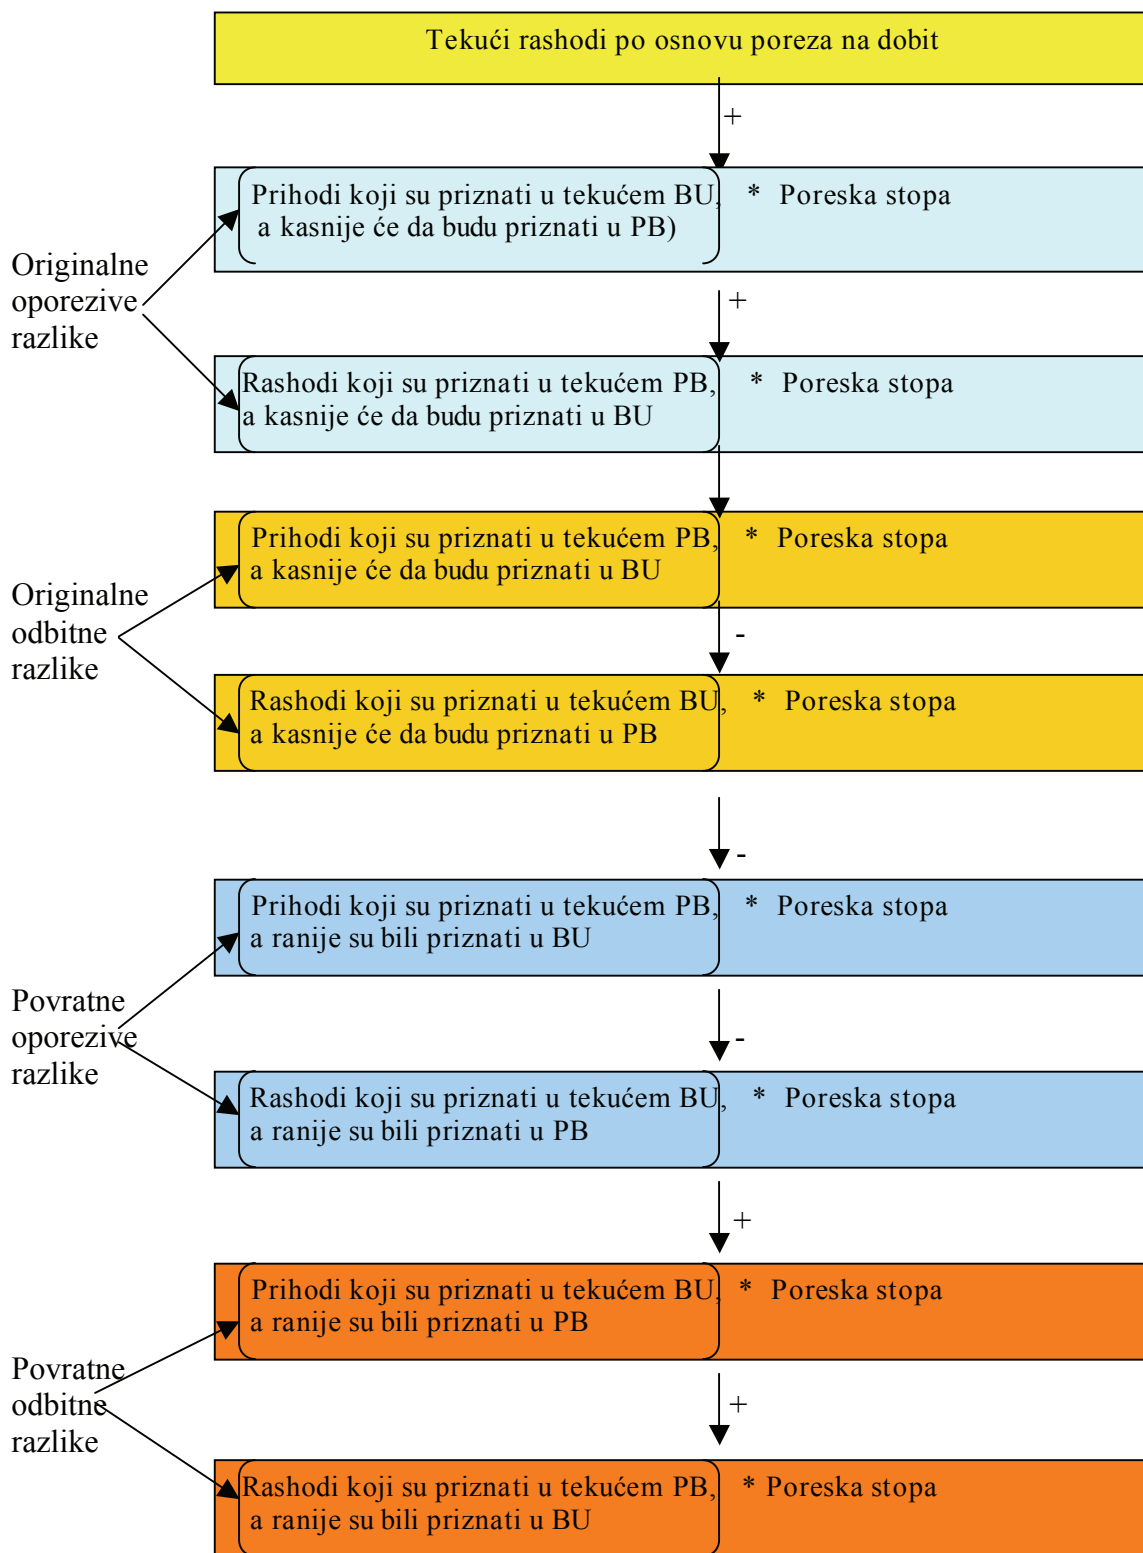 Tekući rashodi po osnovu poreza na dobit
+
Prihodi koji su priznati u tekućem BU, * Poreska stopa
a kasnije će da budu priznati u PB)
Originalne
oporezive
razlike
+
Rashodi koji su priznati u tekućem PB, * Poreska stopa
a kasnije će da budu priznati u BU
Prihodi koji su priznati u tekućem PB, * Poreska stopa
a kasnije će da budu priznati u BU
Originalne
odbitne
razlike
-
Rashodi koji su priznati u tekućem BU, * Poreska stopa
a kasnije će da budu priznati u PB
-
Prihodi koji su priznati u tekućem PB, * Poreska stopa
a ranije su bili priznati u BU
Povratne
oporezive
razlike
-
Rashodi koji su priznati u tekućem BU, * Poreska stopa
a ranije su bili priznati u PB
+
Prihodi koji su priznati u tekućem BU, * Poreska stopa
a ranije su bili priznati u PB
Povratne
odbitne
razlike
+
Rashodi koji su priznati u tekućem PB, * Poreska stopa
a ranije su bili priznati u BU